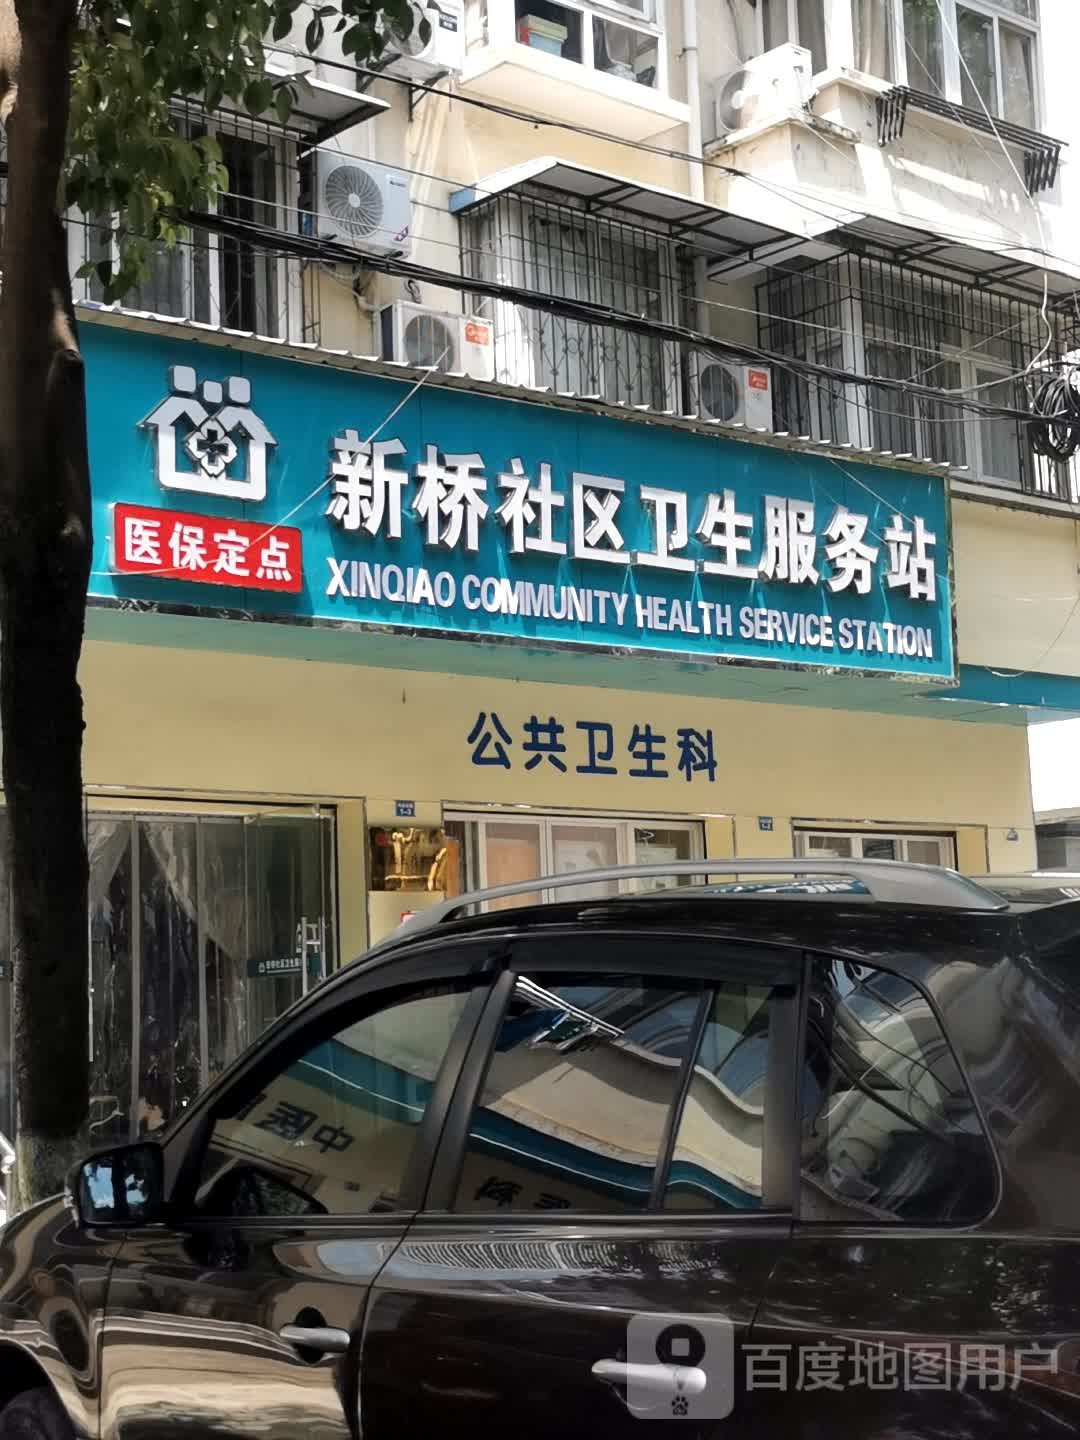 新桥社区卫生服务站
医保定点
XINQIAO COMMUNITY HEALTH SERVICE STATION
公共卫生科
百度地图用户